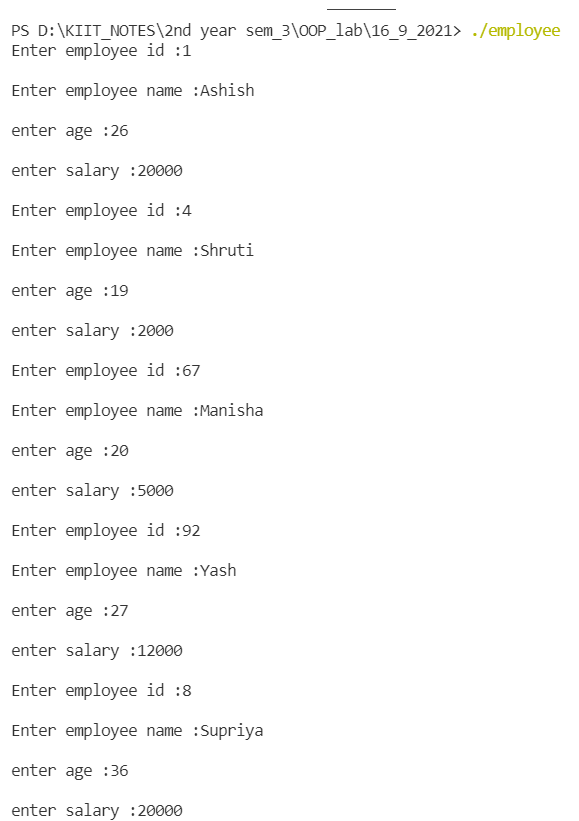 PS D:\KIIT_NOTES\2nd year sem_3\OOP_lab\16_9_2021> ./employee
Enter employee id :1
Enter employee name :Ashish
enter age :26
enter salary :20000
Enter employee id :4
Enter employee name :Shruti
enter age :19
enter salary :2000
Enter employee id :67
Enter employee name :Manisha
enter age :20
enter salary :5000
Enter employee id :92
Enter employee name :Yash
enter age :27
enter salary :12000
Enter employee id :8
Enter employee name :Supriya
enter age :36
enter salary :20000